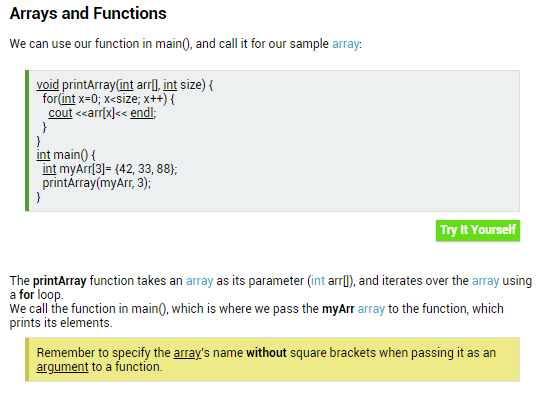 Arrays and Functions
We can use our function in main(), and call it for our sample array:
void printArray(int arr[], int size) {
for(int x=0; x<size; x++) {
cout <<arr[x]<< endl;
}
}
int main() {
int myArr[3]= {42, 33, 88};
printArray(myArr, 3);
}
Try It Yourself
The printArray function takes an array as its parameter (int arr[]), and iterates over the array using
a for loop.
We call the function in main(), which is where we pass the myArr array to the function, which
prints its elements.
Remember to specify the array's name without square brackets when passing it as an
argument to a function.